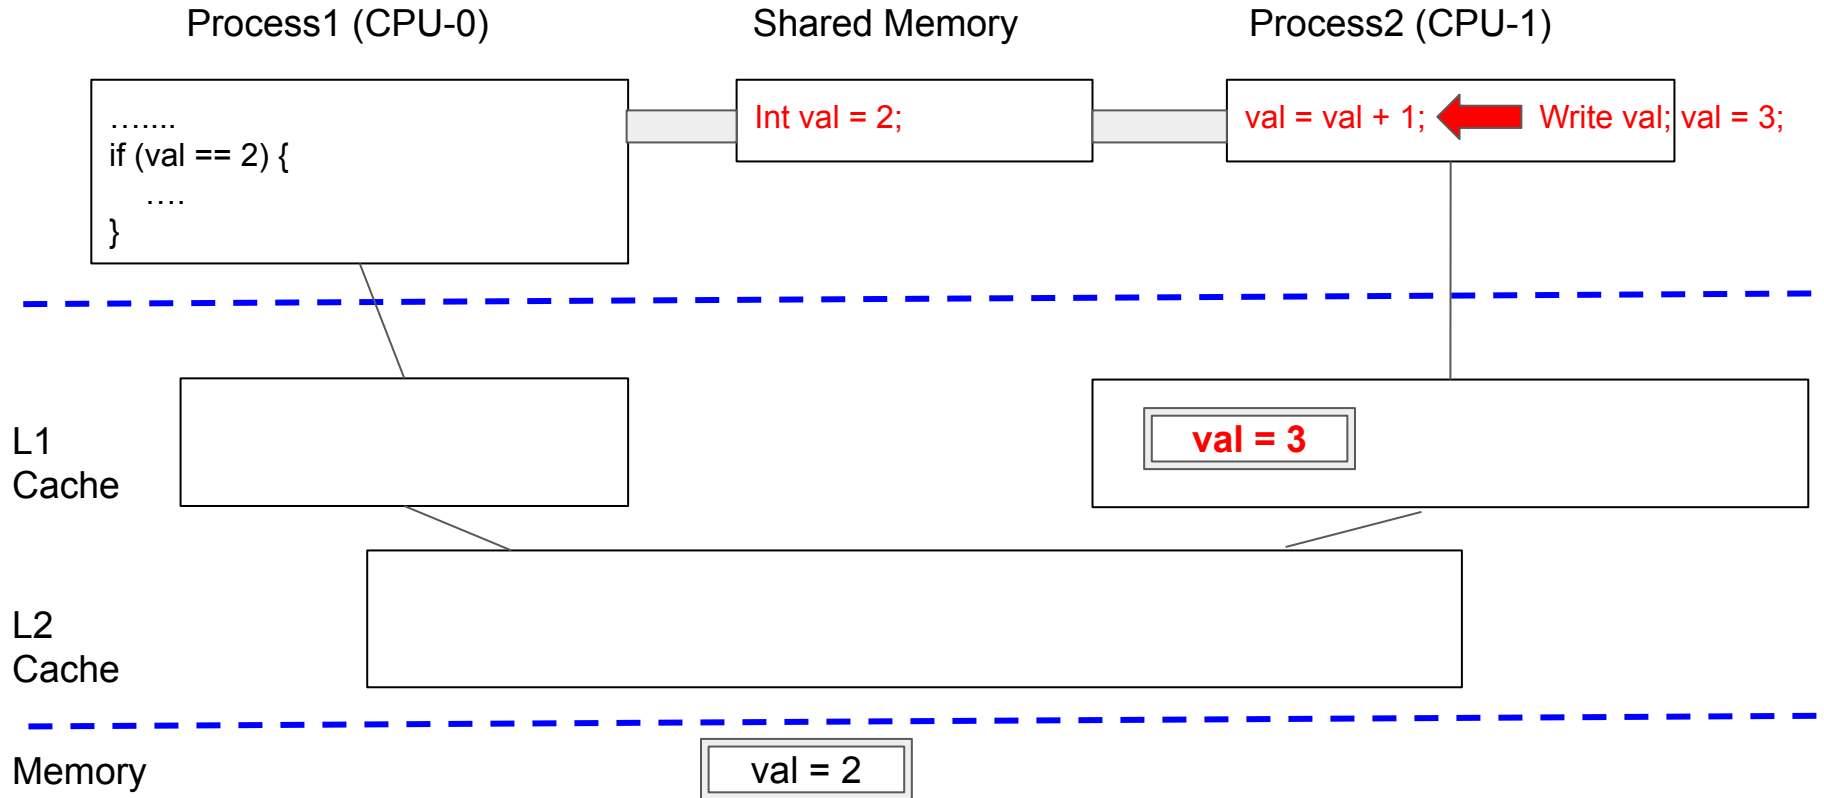 Process1 (CPU-0)
Shared Memory
Process2 (CPU-1)
…....
if (val == 2) {
….
}
Int val = 2;
val = val + 1;
Write val; val = 3;
L1
Cache
val = 3
L2
Cache
Memory
val = 2